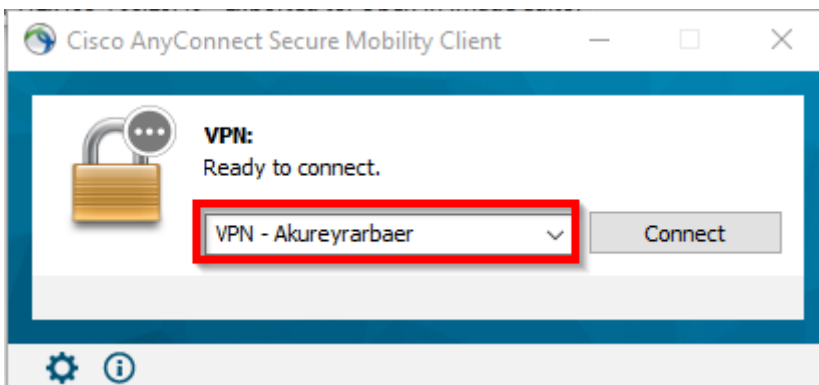 Cisco AnyConnect Secure Mobility Client
VPN:
Ready to connect.
VPN - Akureyrarbaer
Connect